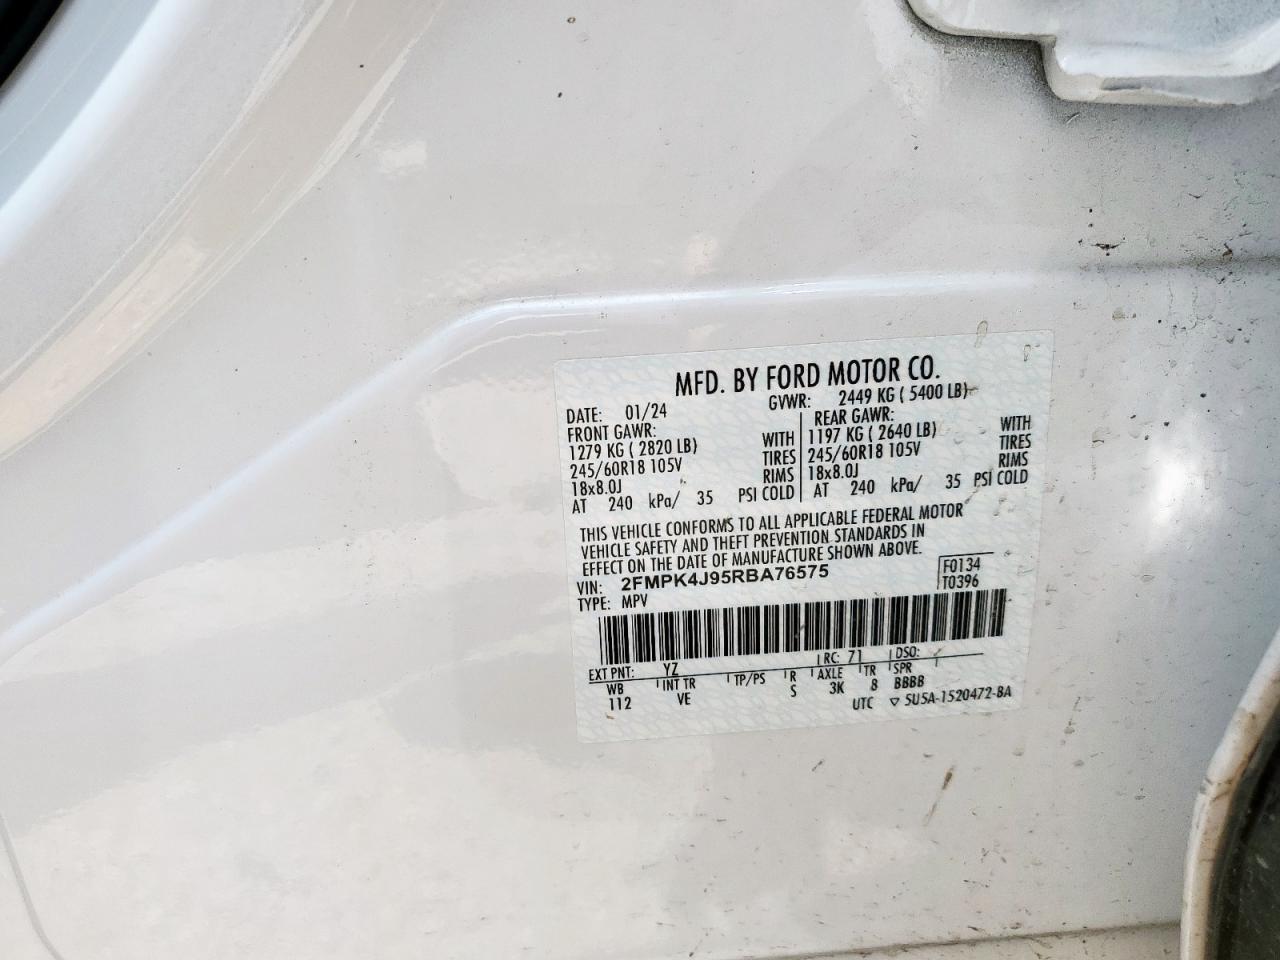 MFD. BY FORD MOTOR CO.
DATE: 01/24 GVWR: 2449 KG ( 5400 LB)
FRONT GAWR: REAR GAWR:
1279 KG ( 2820 LB) WITH 1197 KG ( 2640 LB) WITH
245/60R18 105V TIRES 245/60R18 105V TIRES
18x8.0J RIMS 18x8.0J RIMS
AT 240 kPa/ 35 PSI COLD AT 240 kPa/ 35 PSI COLD
THIS VEHICLE CONFORMS TO ALL APPLICABLE FEDERAL MOTOR
VEHICLE SAFETY AND THEFT PREVENTION STANDARDS IN
EFFECT ON THE DATE OF MANUFACTURE SHOWN ABOVE.
VIN: 2FMPK4J95RBA76575 F0134
TYPE: MPV T0396
EXT PNT: YZ RC: 71 DSO:
WB INT TR TP/PS R AXLE TR SPR
112 VE S 3K 8 BBBB
UTC ▽ 5U5A-1520472-BA